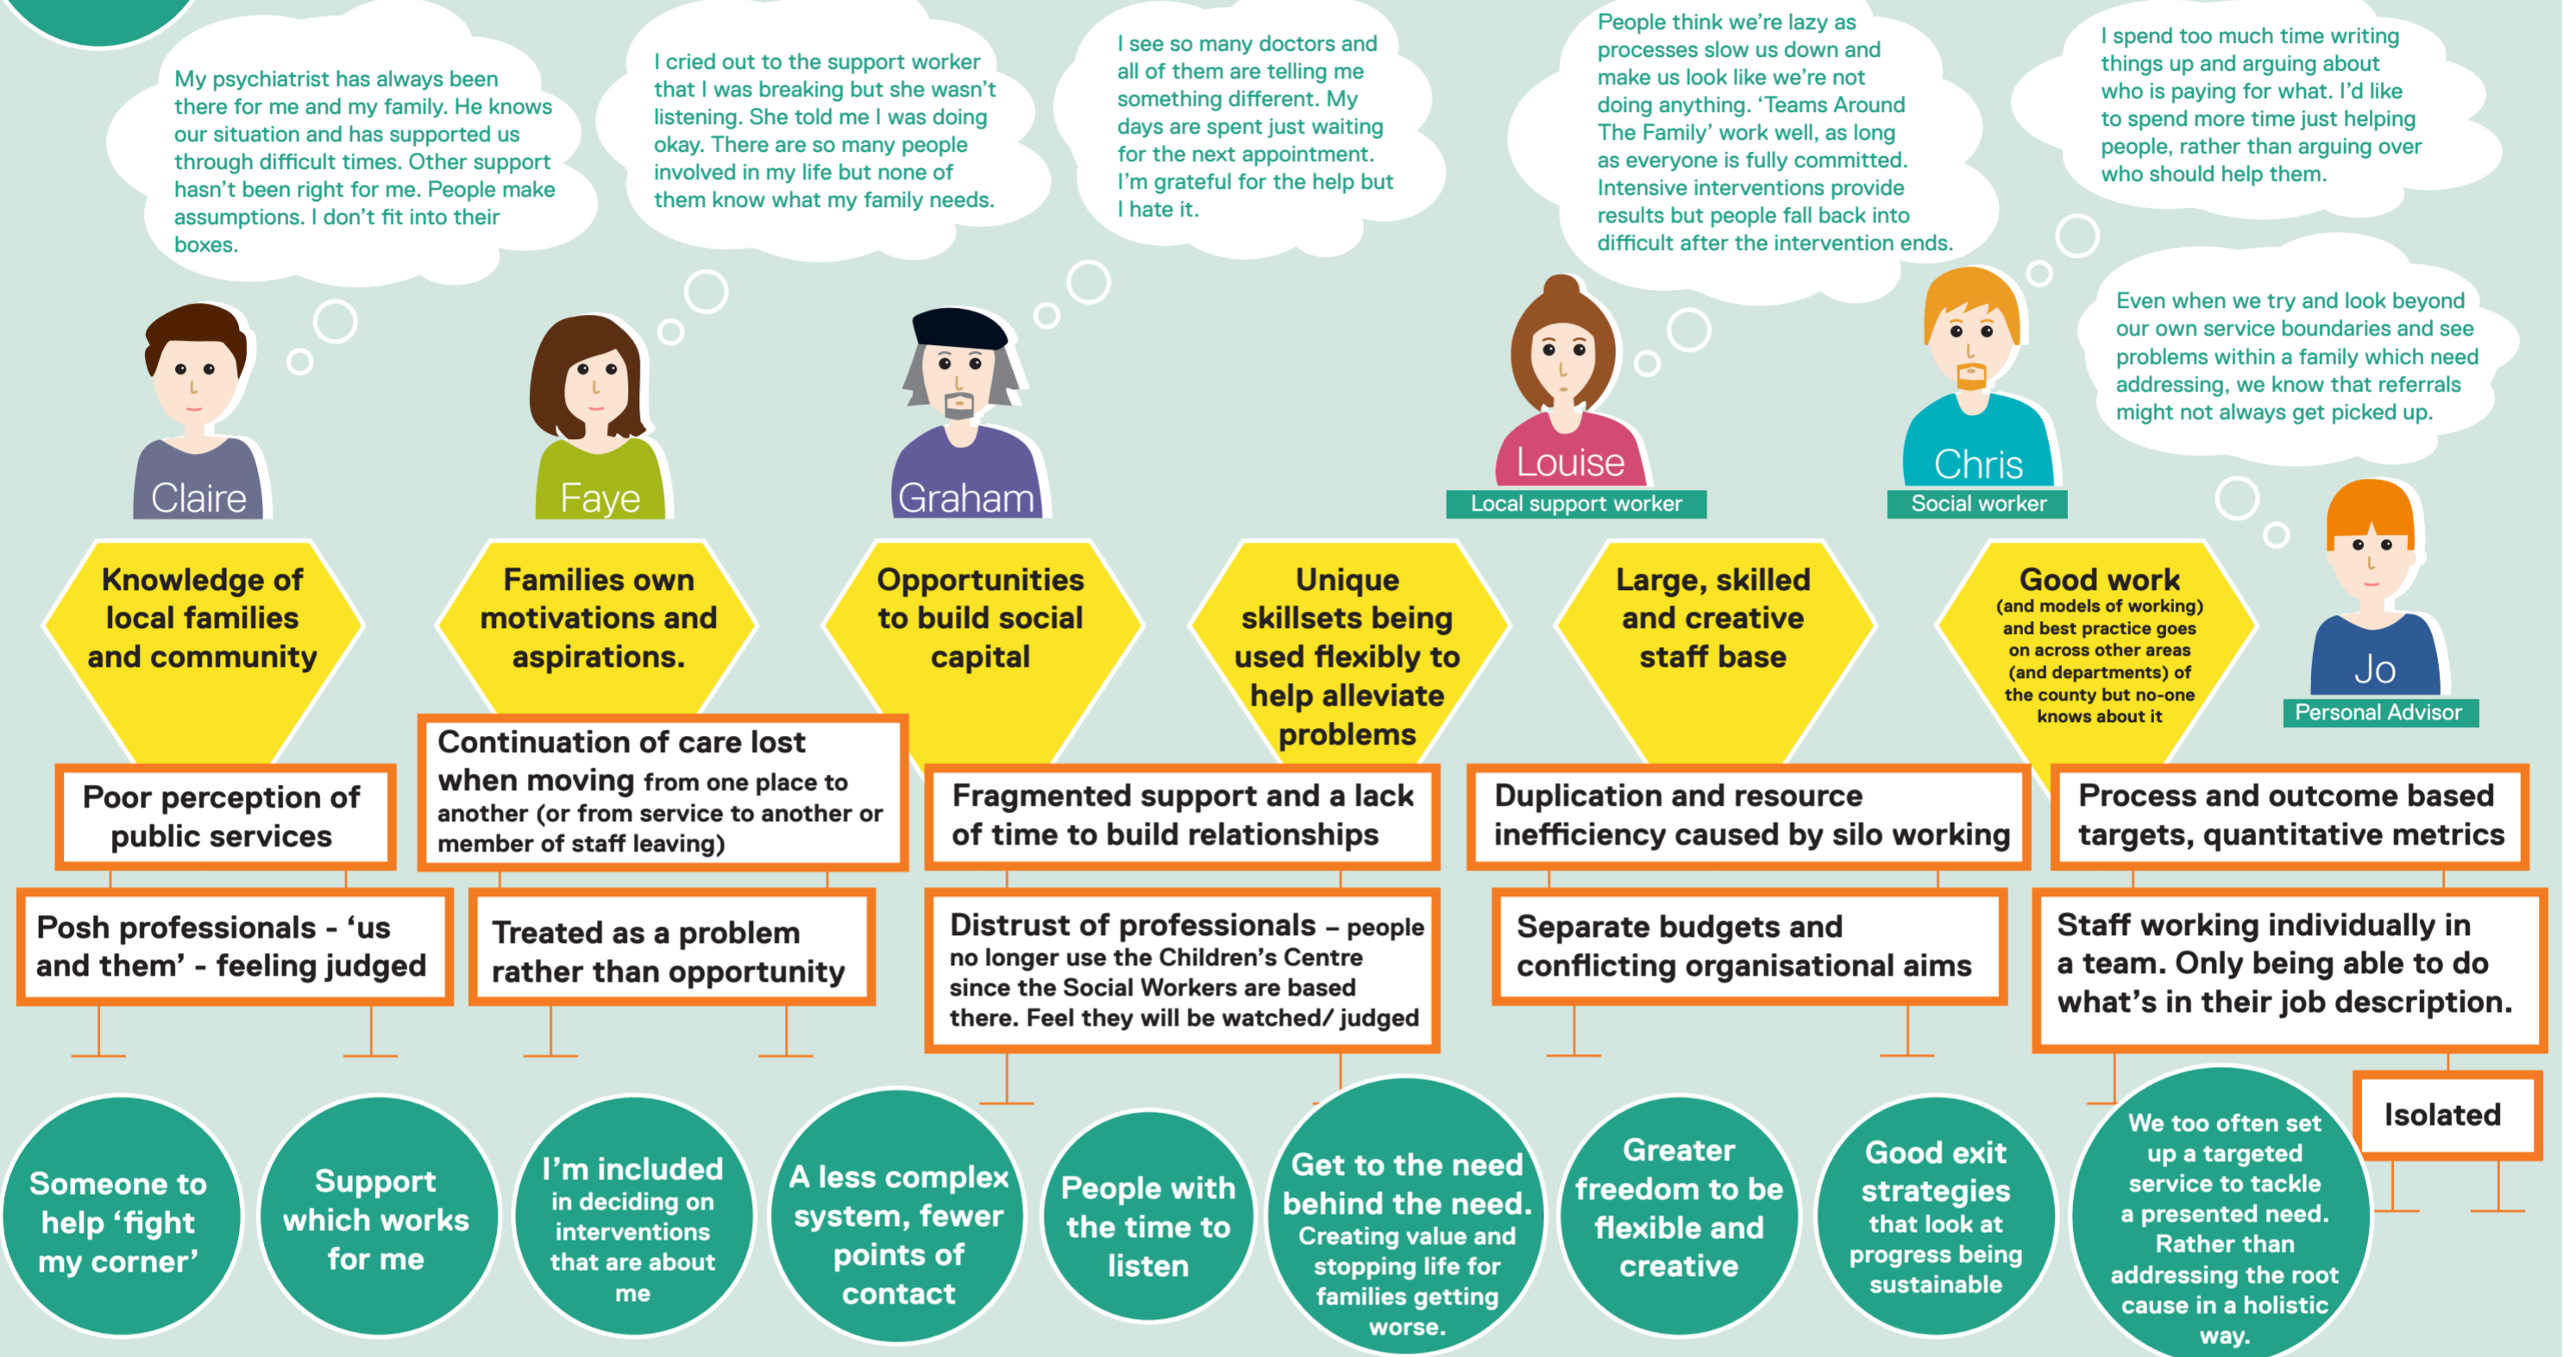 My psychiatrist has always been
there for me and my family. He knows
our situation and has supported us
through difficult times. Other support
hasn't been right for me. People make
assumptions. I don't fit into their
boxes.
I cried out to the support worker
that I was breaking but she wasn't
listening. She told me I was doing
okay. There are so many people
involved in my life but none of
them know what my family needs.
I see so many doctors and
all of them are telling me
something different. My
days are spent just waiting
for the next appointment.
I'm grateful for the help but
I hate it.
People think we're lazy as
processes slow us down and
make us look like we're not
doing anything. 'Teams Around
The Family' work well, as long
as everyone is fully committed.
Intensive interventions provide
results but people fall back into
difficult after the intervention ends.
I spend too much time writing
things up and arguing about
who is paying for what. I'd like
to spend more time just helping
people, rather than arguing over
who should help them.
Even when we try and look beyond
our own service boundaries and see
problems within a family which need
addressing, we know that referrals
might not always get picked up.
Claire
Faye
Graham
Louise
Local support worker
Chris
Social worker
Jo
Personal Advisor
Knowledge of
local families
and community
Families own
motivations and
aspirations.
Opportunities
to build social
capital
Unique
skillsets being
used flexibly to
help alleviate
problems
Large, skilled
and creative
staff base
Good work
(and models of working)
and best practice goes
on across other areas
(and departments) of
the county but no-one
knows about it
Poor perception of
public services
Continuation of care lost
when moving from one place to
another (or from service to another or
member of staff leaving)
Fragmented support and a lack
of time to build relationships
Duplication and resource
inefficiency caused by silo working
Process and outcome based
targets, quantitative metrics
Posh professionals - 'us
and them' - feeling judged
Treated as a problem
rather than opportunity
Distrust of professionals – people
no longer use the Children's Centre
since the Social Workers are based
there. Feel they will be watched/ judged
Separate budgets and
conflicting organisational aims
Staff working individually in
a team. Only being able to do
what's in their job description.
Isolated
Someone to
help 'fight
my corner'
Support
which works
for me
I'm included
in deciding on
interventions
that are about
me
A less complex
system, fewer
points of
contact
People with
the time to
listen
Get to the need
behind the need.
Creating value and
stopping life for
families getting
worse.
Greater
freedom to be
flexible and
creative
Good exit
strategies
that look at
progress being
sustainable
We too often set
up a targeted
service to tackle
a presented need.
Rather than
addressing the root
cause in a holistic
way.